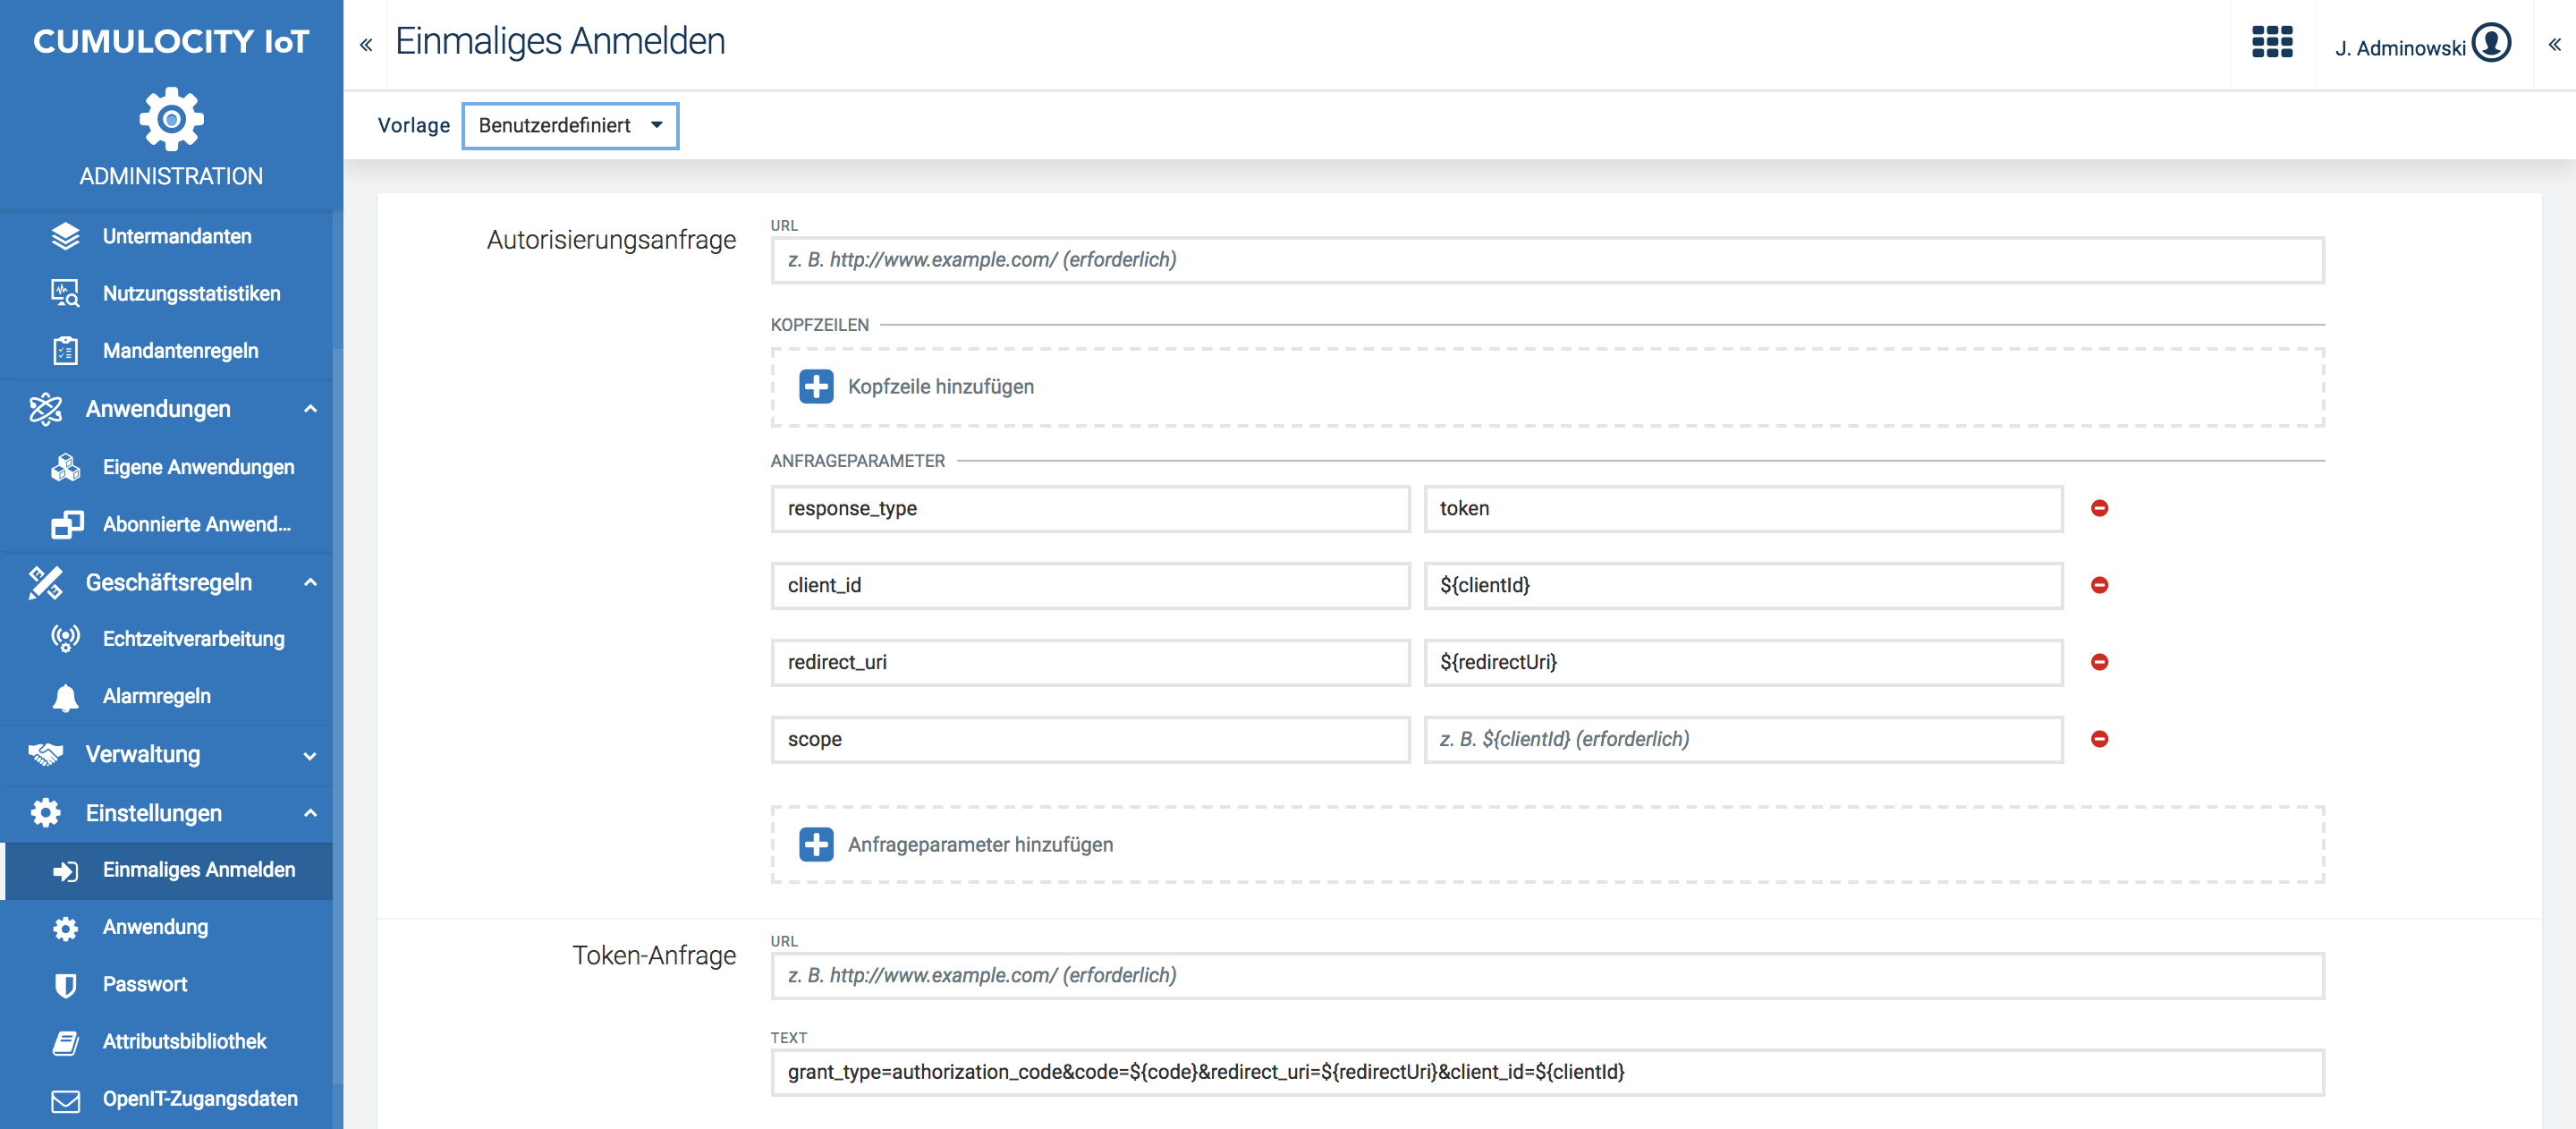 CUMULOCITY IoT
ADMINISTRATION
Untermandanten
Nutzungsstatistiken
Mandantenregeln
Anwendungen
Eigene Anwendungen
Abonnierte Anwend...
Geschäftsregeln
Echtzeitverarbeitung
Alarmregeln
Verwaltung
Einstellungen
Einmaliges Anmelden
Anwendung
Passwort
Attributsbibliothek
OpenIT-Zugangsdaten
« Einmaliges Anmelden
J. Adminowski «
Vorlage Benutzerdefiniert
Autorisierungsanfrage
URL
z. B. http://www.example.com/ (erforderlich)
KOPFZEILEN
Kopfzeile hinzufügen
ANFRAGEPARAMETER
response_type token
client_id ${clientId}
redirect_uri ${redirectUri}
scope z. B. ${clientId} (erforderlich)
Anfrageparameter hinzufügen
Token-Anfrage
URL
z. B. http://www.example.com/ (erforderlich)
TEXT
grant_type=authorization_code&code=${code}&redirect_uri=${redirectUri}&client_id=${clientId}